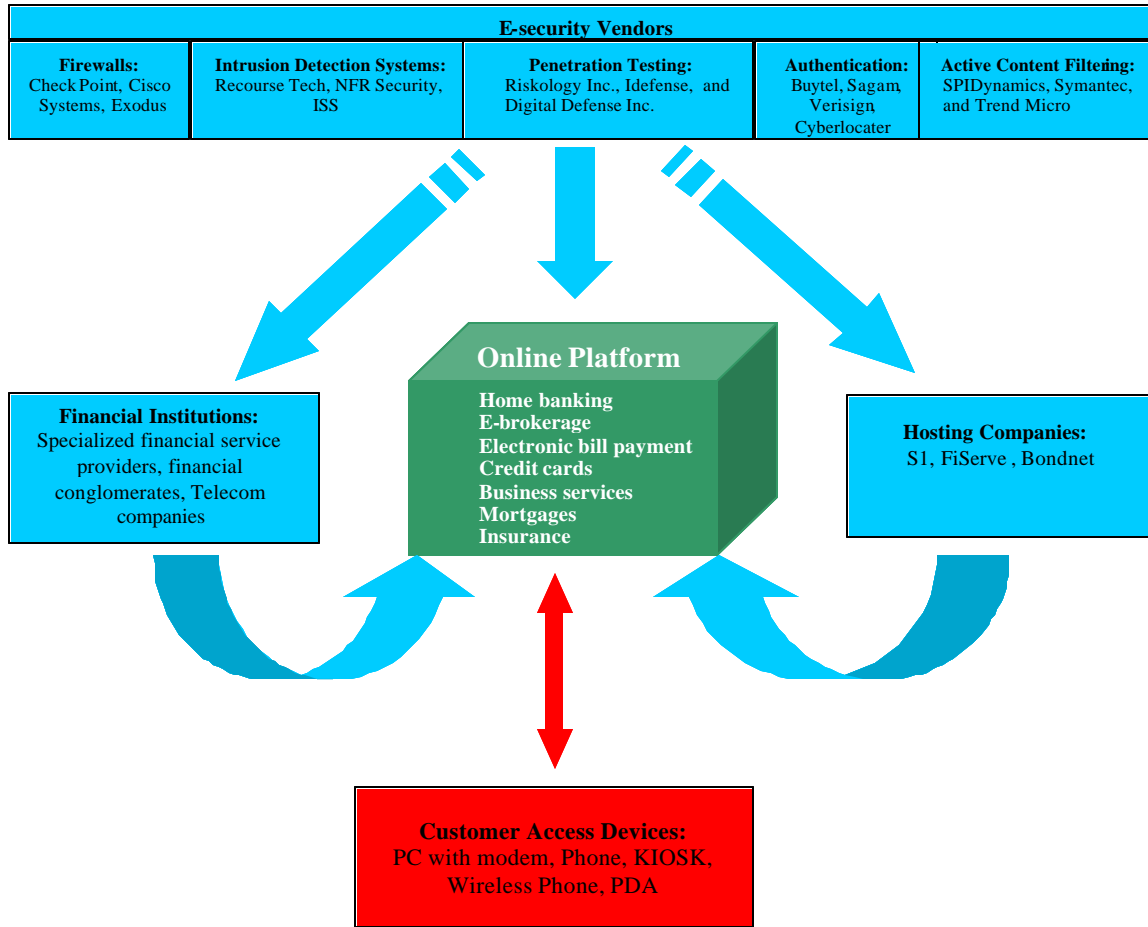 E-security Vendors
Firewalls:
CheckPoint, Cisco
Systems, Exodus
Intrusion Detection Systems:
Recourse Tech, NFR Security,
ISS
Penetration Testing:
Riskology Inc., Idefense, and
Digital Defense Inc.
Authentication:
Buytel, Sagam,
Verisign,
Cyberlocater
Active Content Filtering:
SPIDynamics, Symantec,
and Trend Micro
Online Platform
Home banking
E-brokerage
Electronic bill payment
Credit cards
Business services
Mortgages
Insurance
Financial Institutions:
Specialized financial service
providers, financial
conglomerates, Telecom
companies
Hosting Companies:
S1, FiServe , Bondnet
Customer Access Devices:
PC with modem, Phone, KIOSK,
Wireless Phone, PDA